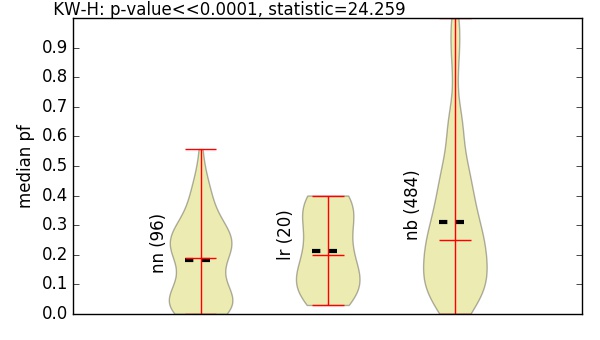 KW-H: p-value<<0.0001, statistic=24.259
0.9
0.8
0.7
0.6
0.5
0.4
0.3
0.2
0.1
0.0
median pf
nn (96)
lr (20)
nb (484)